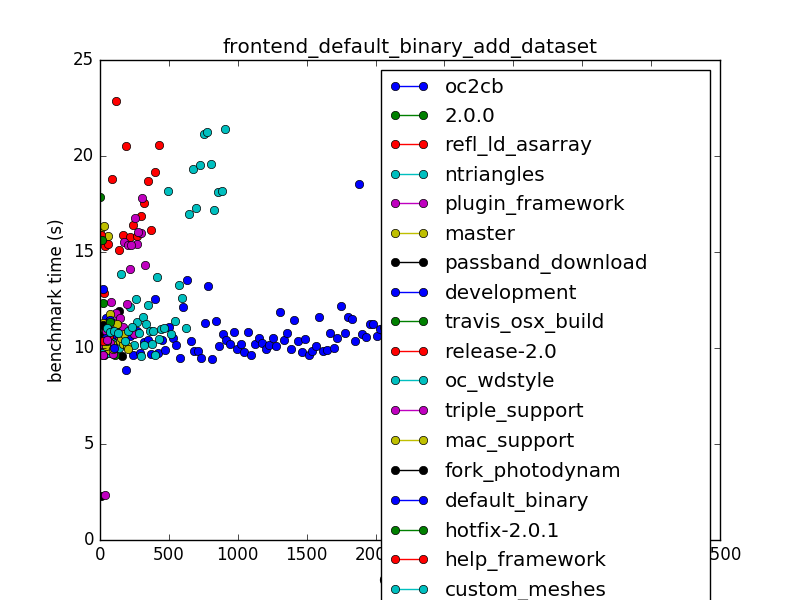 frontend_default_binary_add_dataset
25
20
15
10
5
0
benchmark time (s)
0
500
1000
1500
oc2cb
2.0.0
refl_ld_asarray
ntriangles
plugin_framework
master
passband_download
development
travis_osx_build
release-2.0
oc_wdstyle
triple_support
mac_support
fork_photodynam
default_binary
hotfix-2.0.1
help_framework
custom_meshes